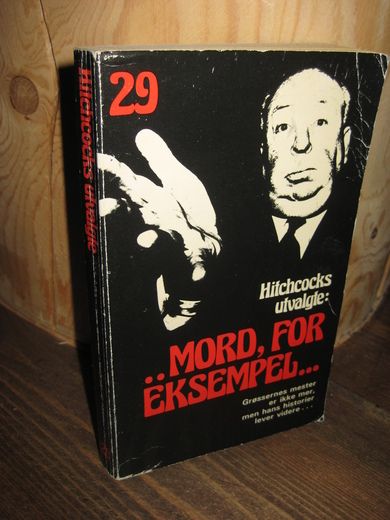 Hitchcocks utvalgte
29
Hitchcocks
utvalgte:
..MORD, FOR
EKSEMPEL...
Grøssernes mester
er ikke mer,
men hans historier
lever videre...